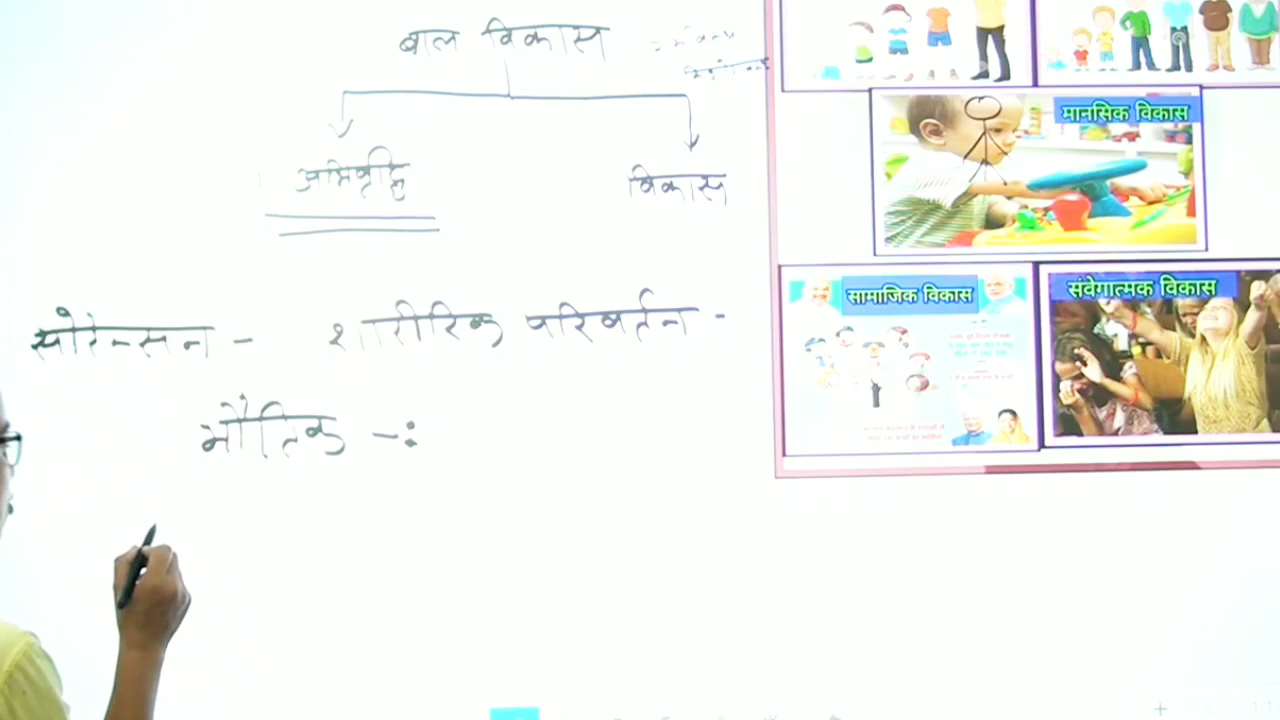 बाल विकास
अभिवृद्धि
विकास
सोरेन्सन - शारीरिक परिवर्तन -
भौतिक -:
मानसिक विकास
सामाजिक विकास
संवेगात्मक विकास